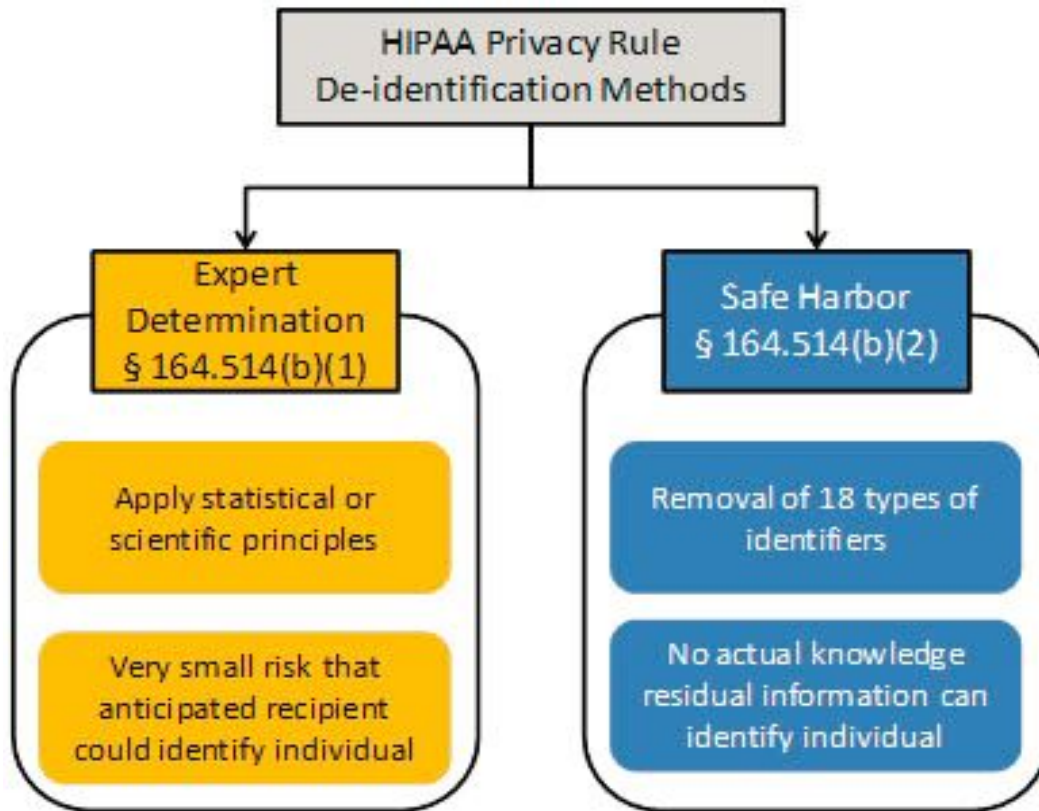 HIPAA Privacy Rule
De-identification Methods
Expert
Determination
§ 164.514(b)(1)
Apply statistical or
scientific principles
Very small risk that
anticipated recipient
could identify individual
Safe Harbor
§ 164.514(b)(2)
Removal of 18 types of
identifiers
No actual knowledge
residual information can
identify individual